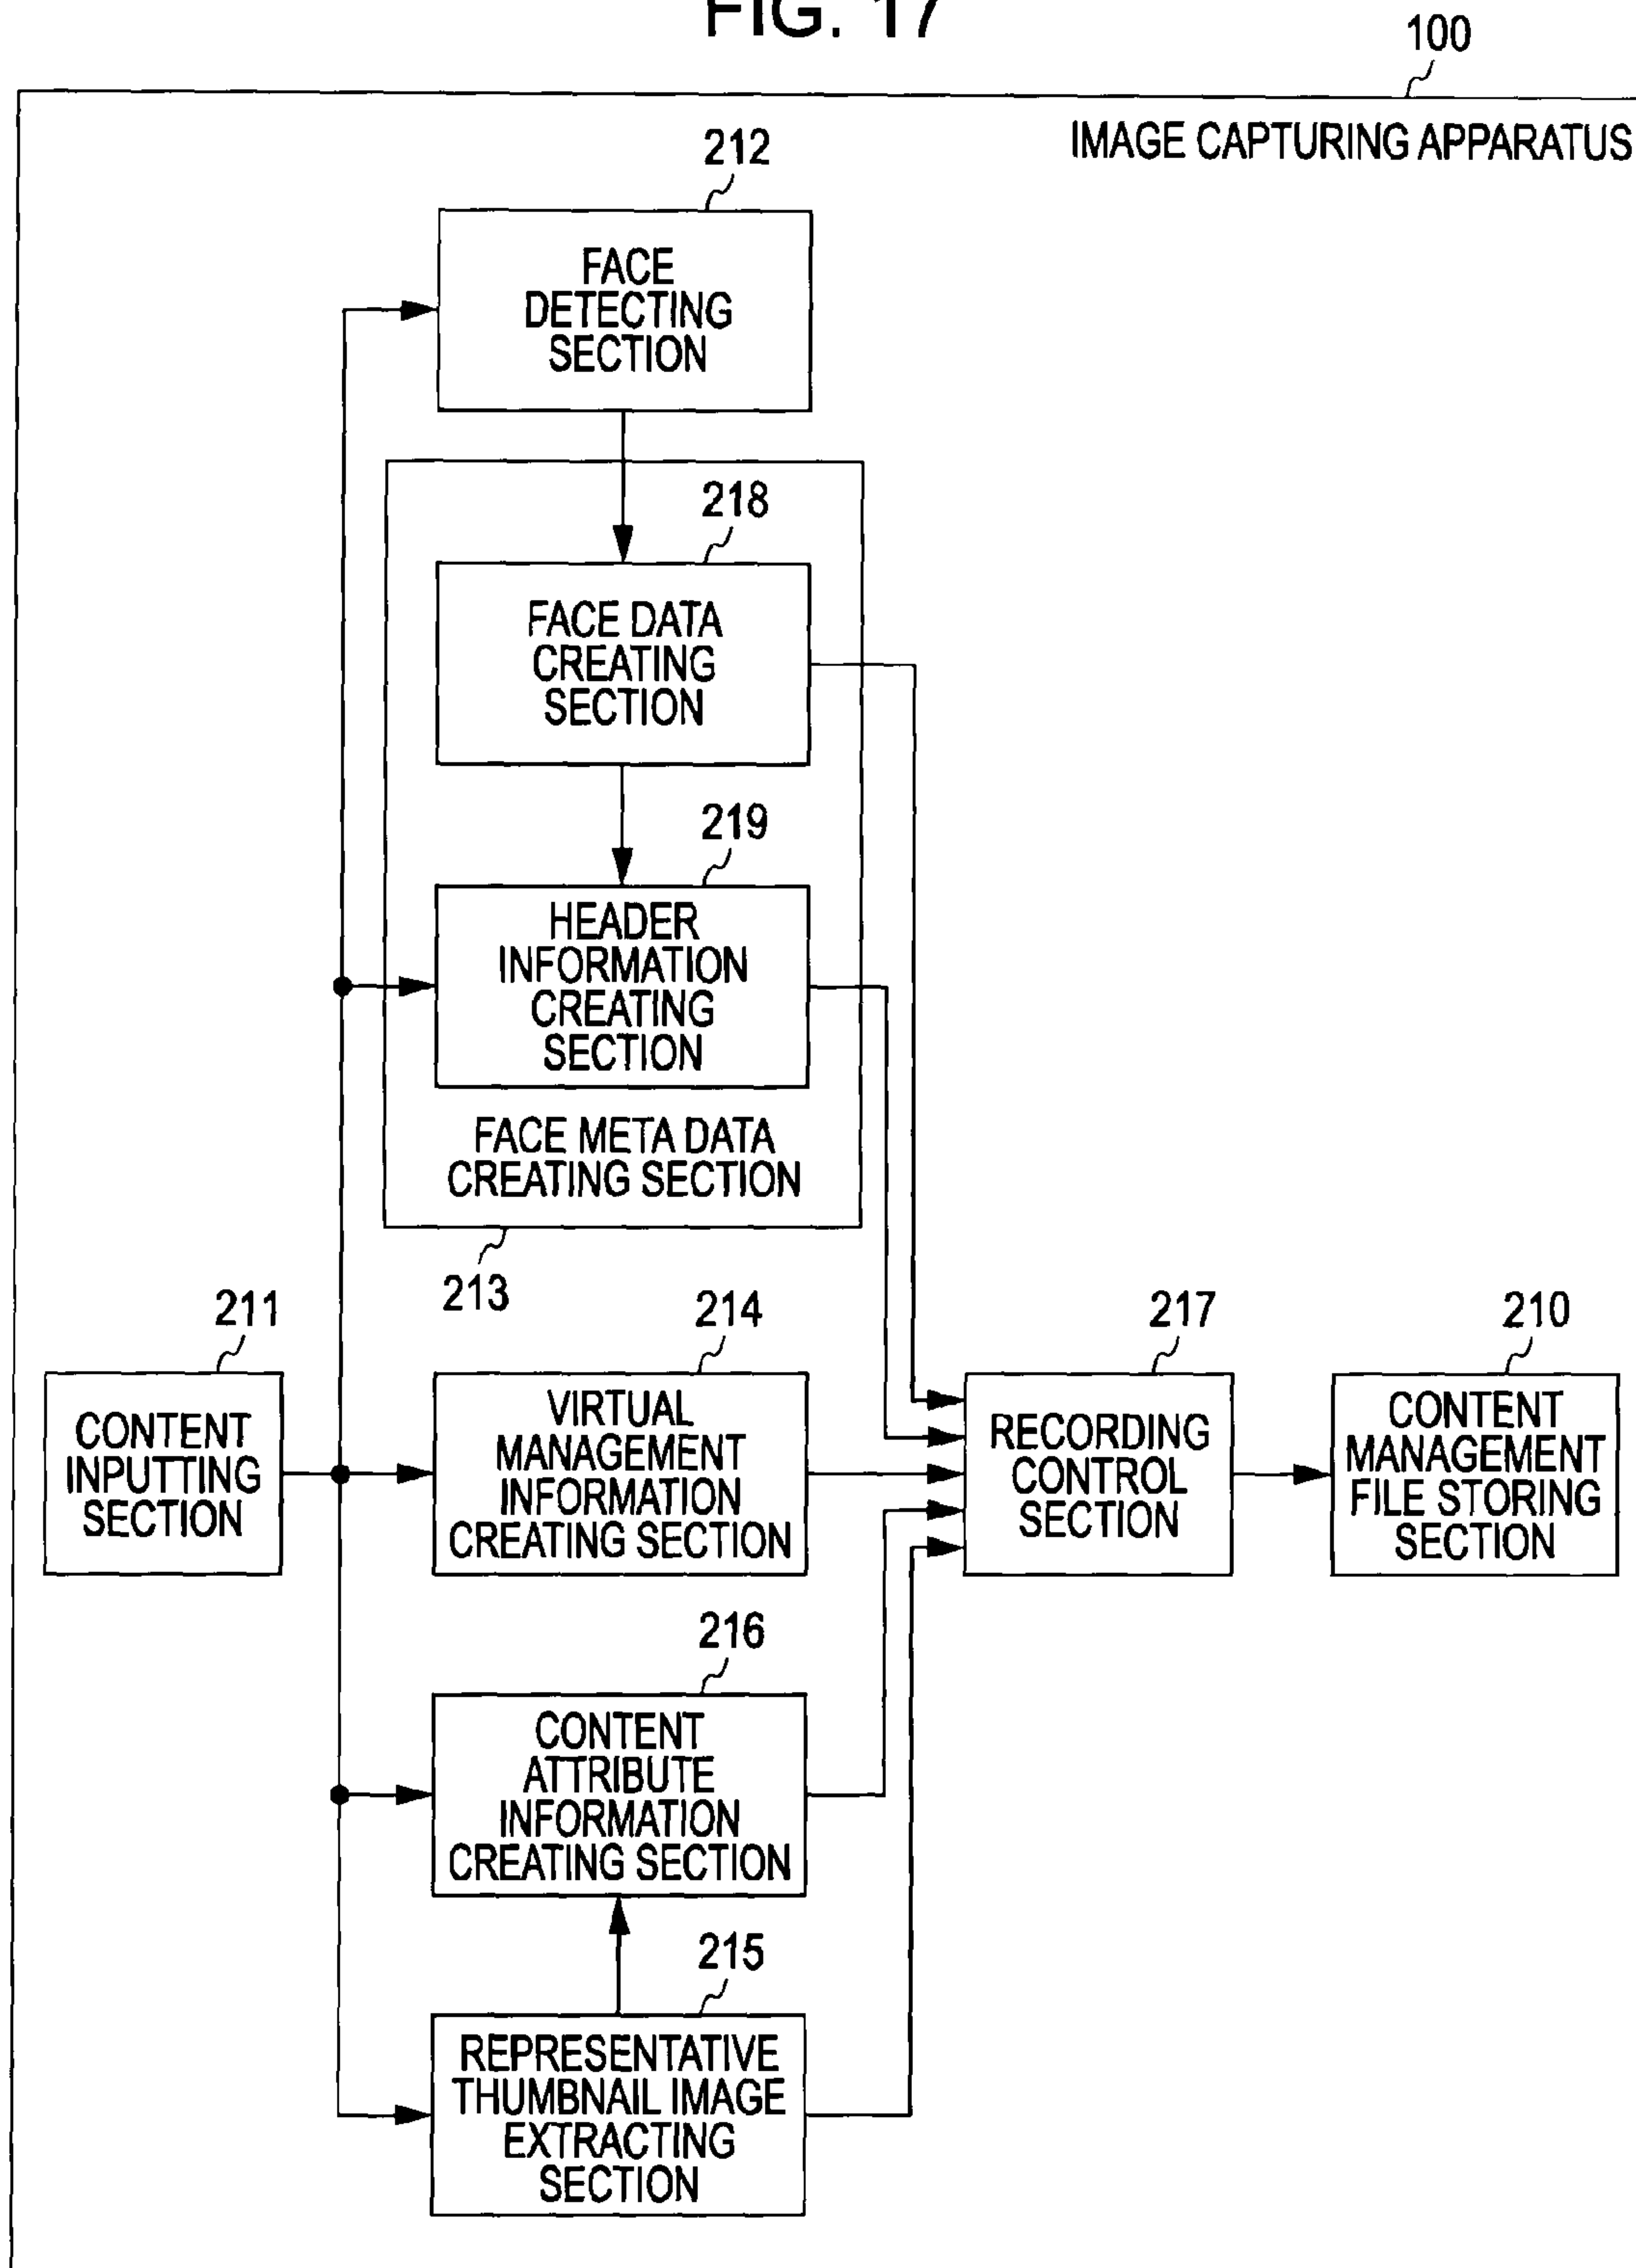 FIG. 17
100
IMAGE CAPTURING APPARATUS
212
FACE
DETECTING
SECTION
218
FACE DATA
CREATING
SECTION
219
HEADER
INFORMATION
CREATING
SECTION
FACE META DATA
CREATING SECTION
213
211
CONTENT
INPUTTING
SECTION
214
VIRTUAL
MANAGEMENT
INFORMATION
CREATING SECTION
217
RECORDING
CONTROL
SECTION
210
CONTENT
MANAGEMENT
FILE STORING
SECTION
216
CONTENT
ATTRIBUTE
INFORMATION
CREATING SECTION
215
REPRESENTATIVE
THUMBNAIL IMAGE
EXTRACTING
SECTION